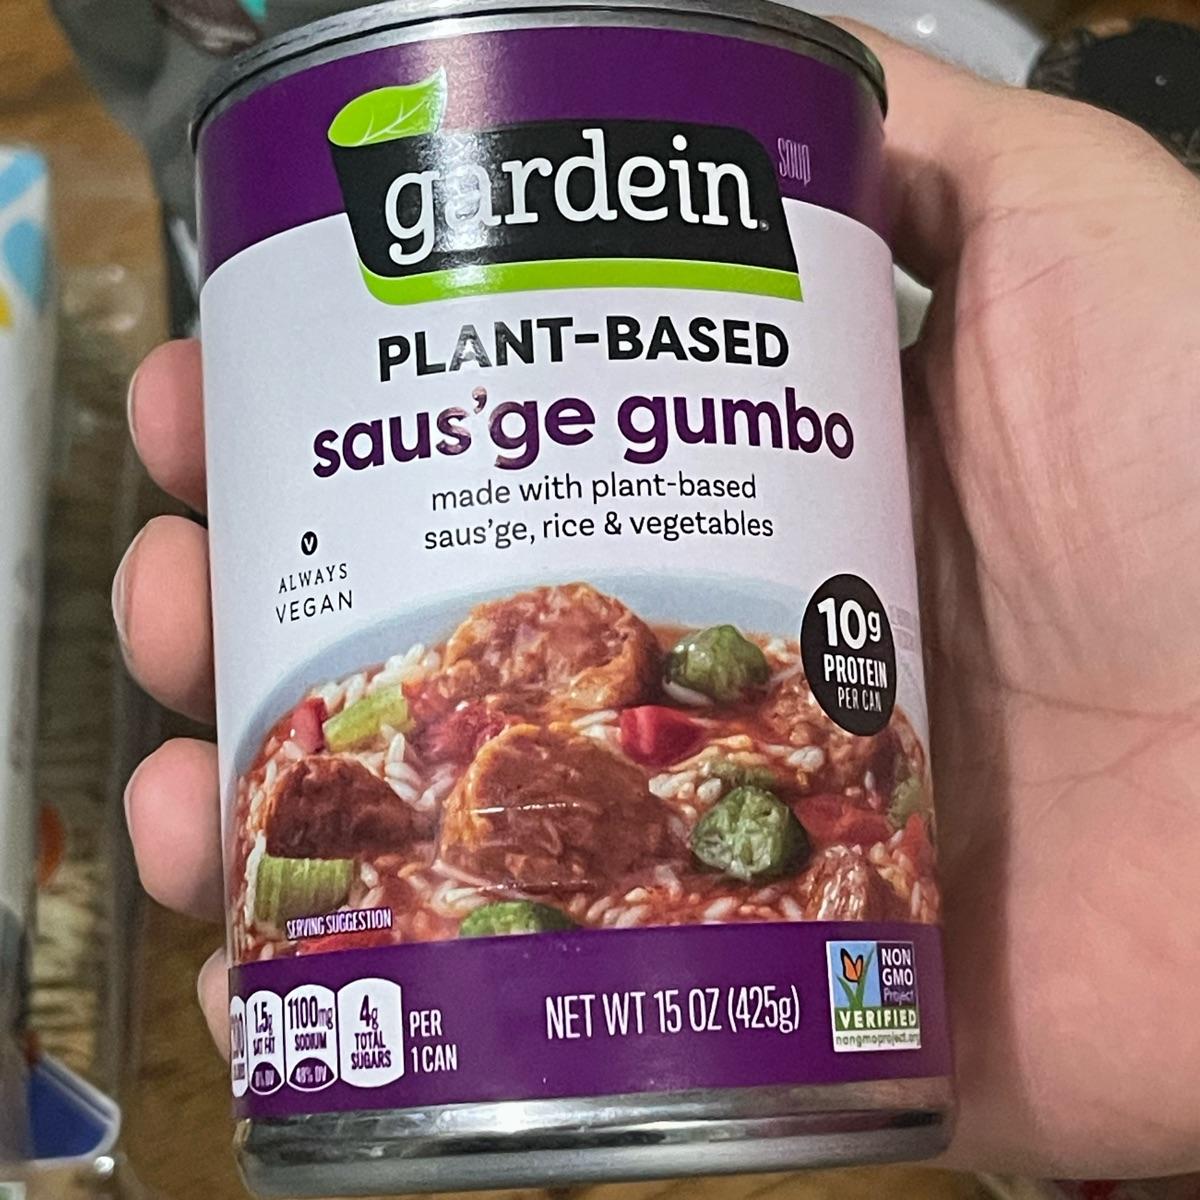 gardein
soup
PLANT-BASED
saus'ge gumbo
made with plant-based
saus'ge, rice & vegetables
V
ALWAYS
VEGAN
10g
PROTEIN
PER CAN
SERVING SUGGESTION
1.5g
SAT FAT
8% DV
1100mg
SODIUM
48% DV
4g
TOTAL
SUGARS
PER
1 CAN
NET WT 15 OZ (425g)
NON
GMO
Project
VERIFIED
nongmoproject.org